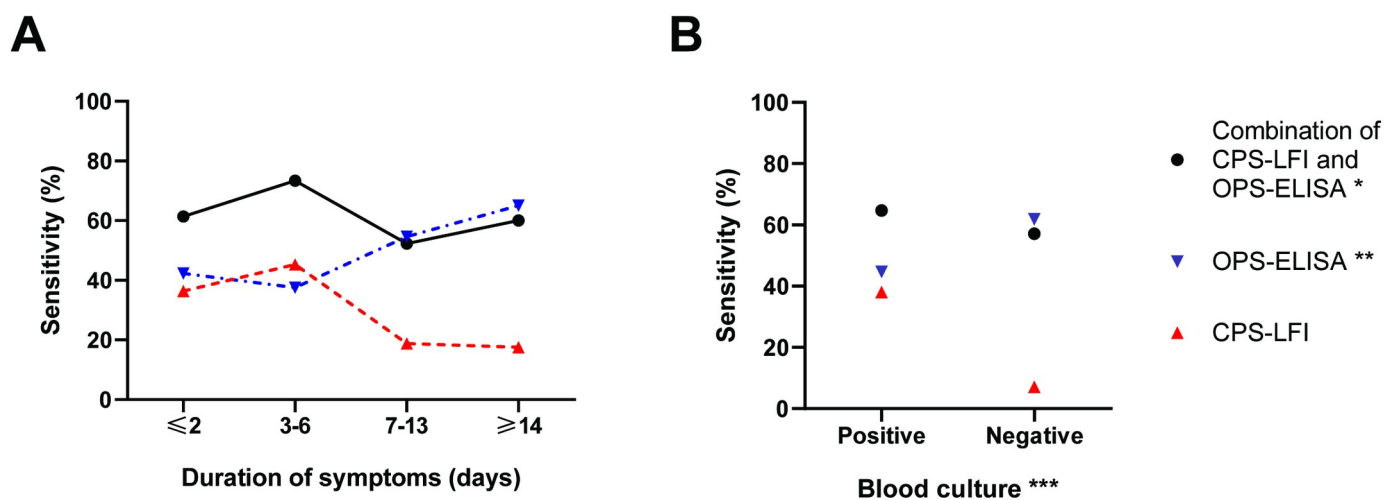 A
Sensitivity (%)
100
80
60
40
20
0
⩽2
3-6
7-13
⩾14
Duration of symptoms (days)
B
Sensitivity (%)
100
80
60
40
20
0
Positive
Negative
Blood culture ***
Combination of
CPS-LFI and
OPS-ELISA *
OPS-ELISA **
CPS-LFI